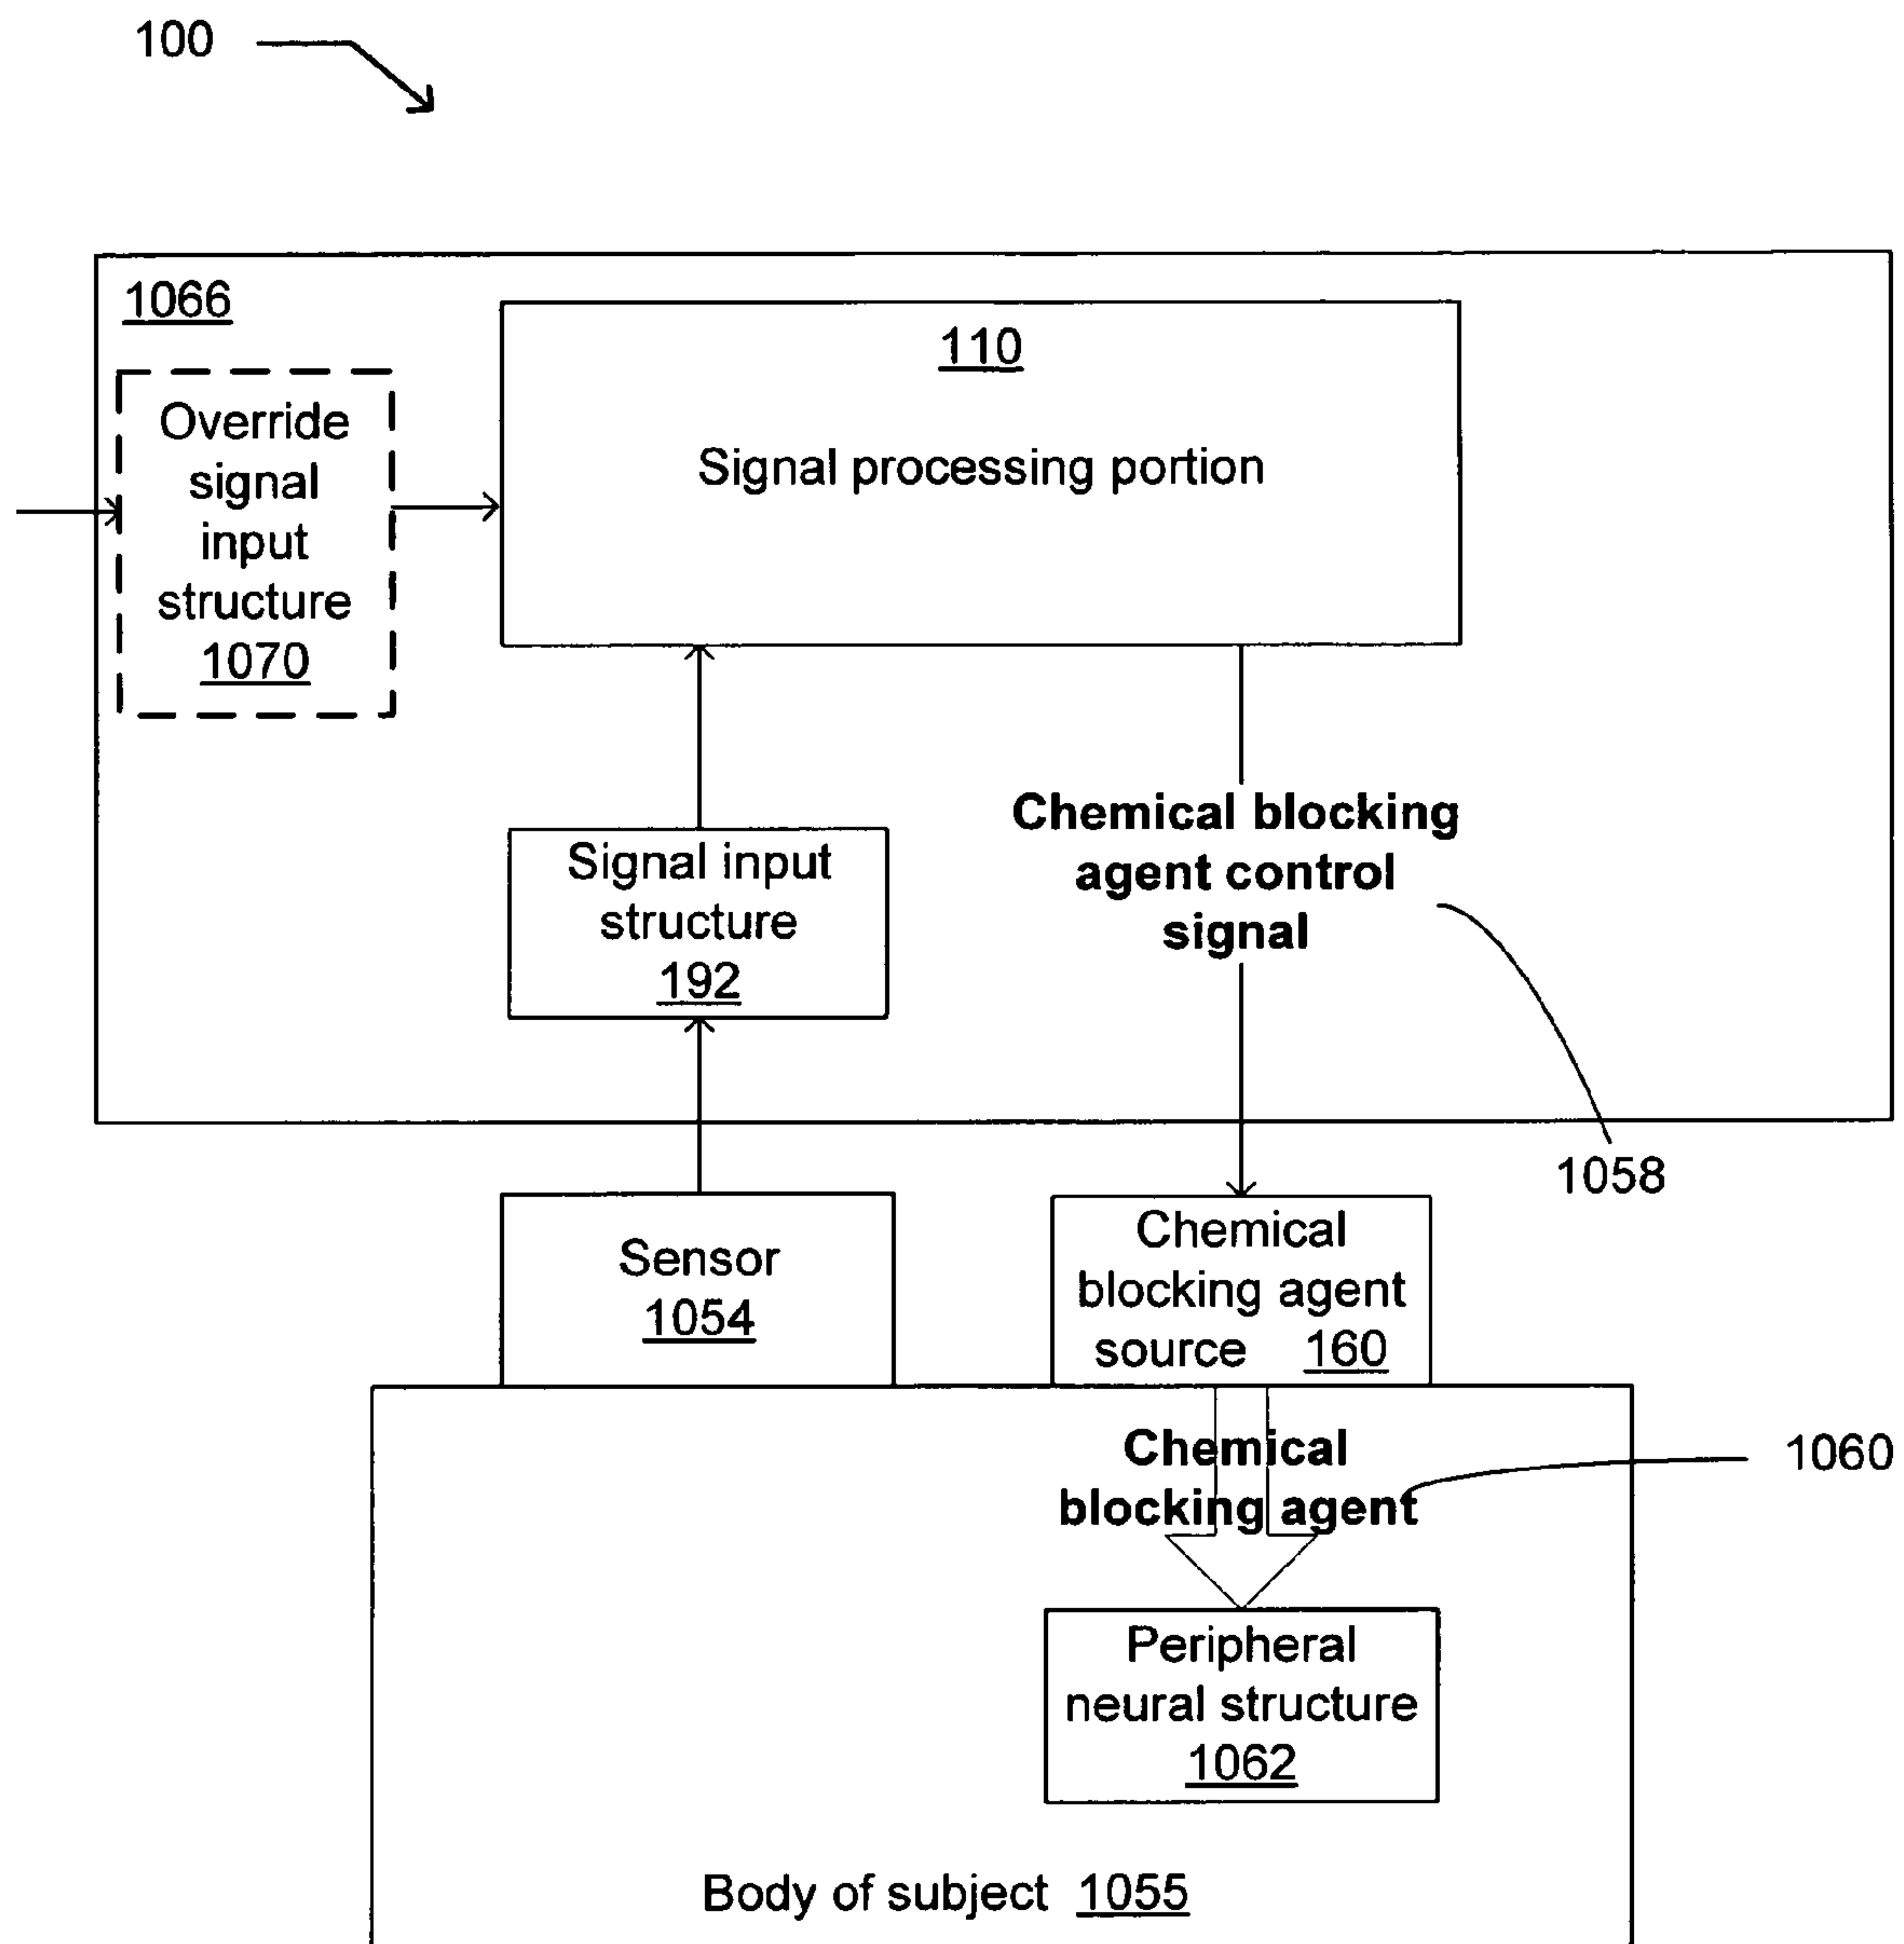 100
1066
110
Override
signal
input
structure
1070
Signal processing portion
Signal input
structure
192
Chemical blocking
agent control
signal
1058
Sensor
1054
Chemical
blocking agent
source 160
Chemical
blocking agent
1060
Peripheral
neural structure
1062
Body of subject 1055